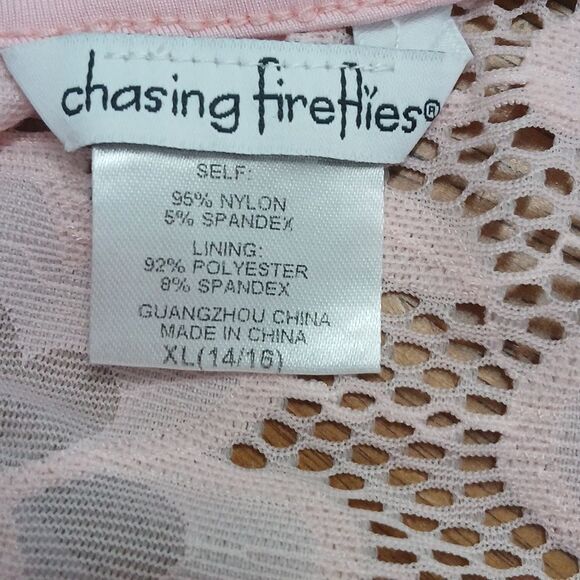 chasing fireflies®
SELF:
95% NYLON
5% SPANDEX
LINING:
92% POLYESTER
8% SPANDEX
GUANGZHOU CHINA
MADE IN CHINA
XL(14/16)